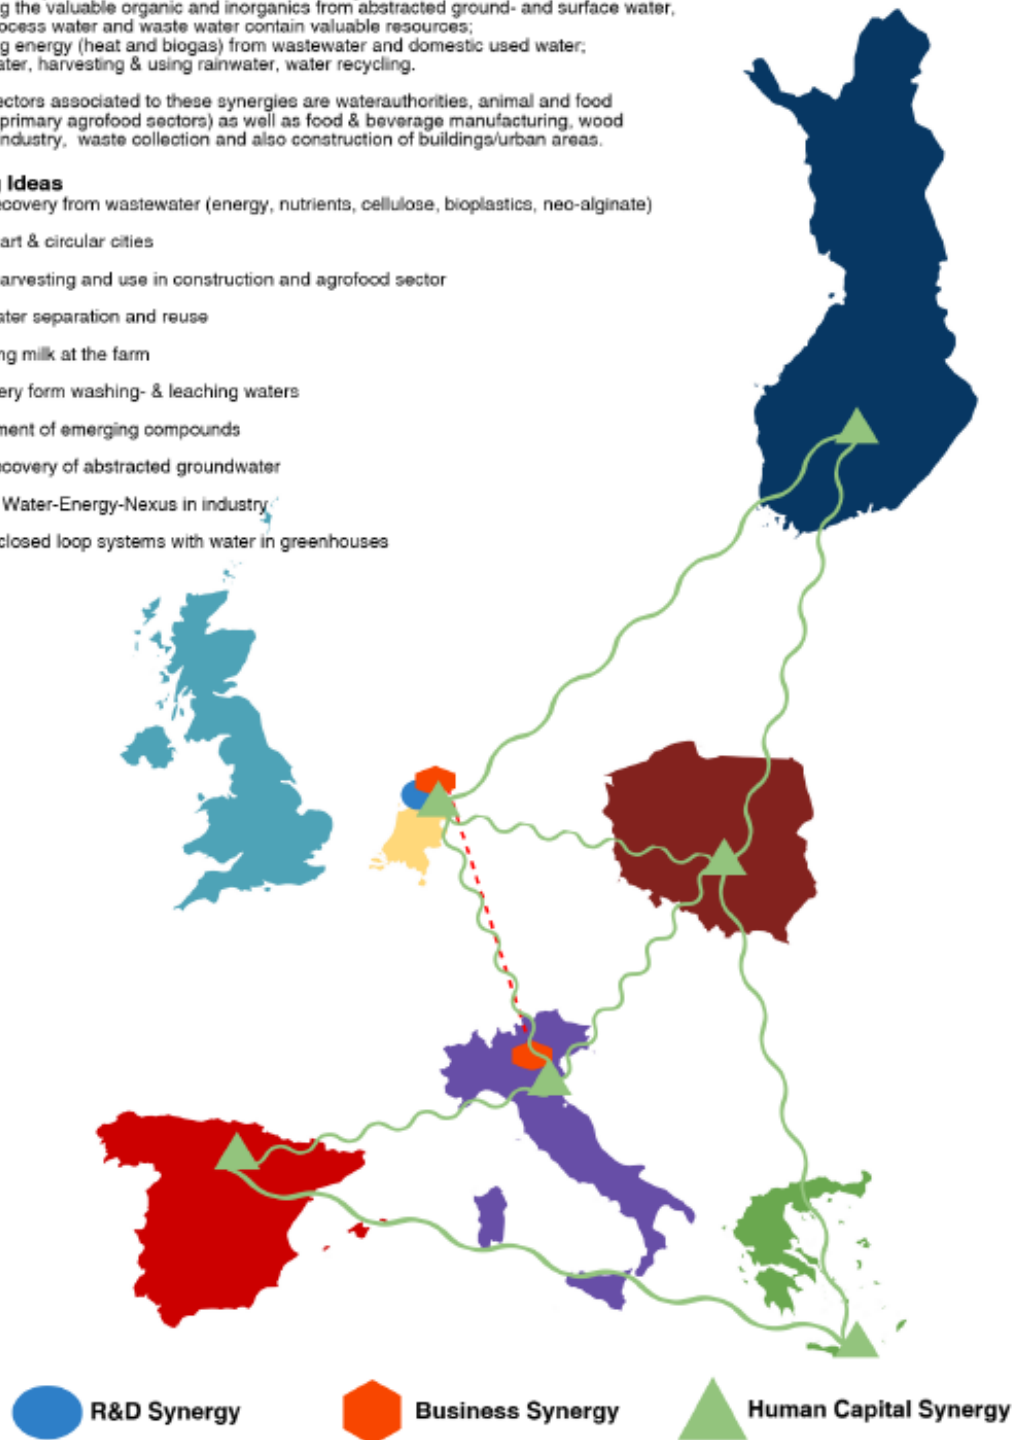 g the valuable organic and inorganics from abstracted ground- and surface water,
ocess water and waste water contain valuable resources;
g energy (heat and biogas) from wastewater and domestic used water;
ater, harvesting & using rainwater, water recycling.
ectors associated to these synergies are waterauthorities, animal and food
primary agrofood sectors) as well as food & beverage manufacturing, wood
ndustry, waste collection and also construction of buildings/urban areas.
g Ideas
ecovery from wastewater (energy, nutrients, cellulose, bioplastics, neo-alginate)
art & circular cities
arvesting and use in construction and agrofood sector
ater separation and reuse
ng milk at the farm
ery form washing- & leaching waters
ment of emerging compounds
ecovery of abstracted groundwater
Water-Energy-Nexus in industry
closed loop systems with water in greenhouses
R&D Synergy
Business Synergy
Human Capital Synergy